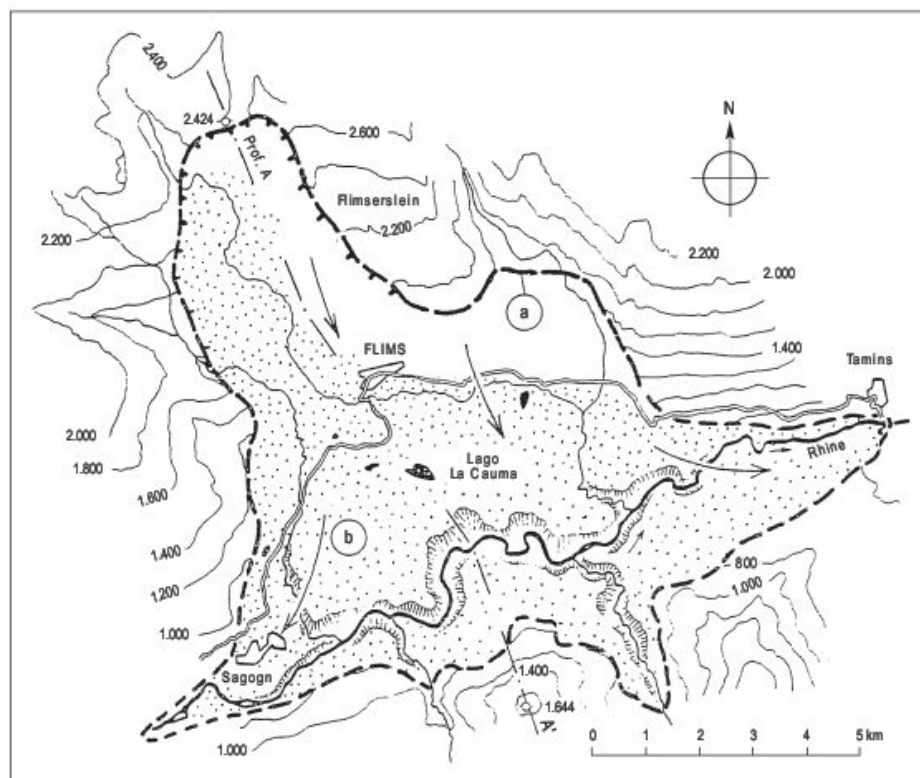 2.400
2.424
Prof. A
2.600
N
Flimserslein
2.200
2.200
2.200
2.000
a
1.400
FLIMS
Tamins
2.000
1.800
Lago
La Cauma
Rhine
1.600
b
1.400
1.200
800
1.000
1.000
Sagogn
1.400
1.644
A'
1.000
0 1 2 3 4 5 km